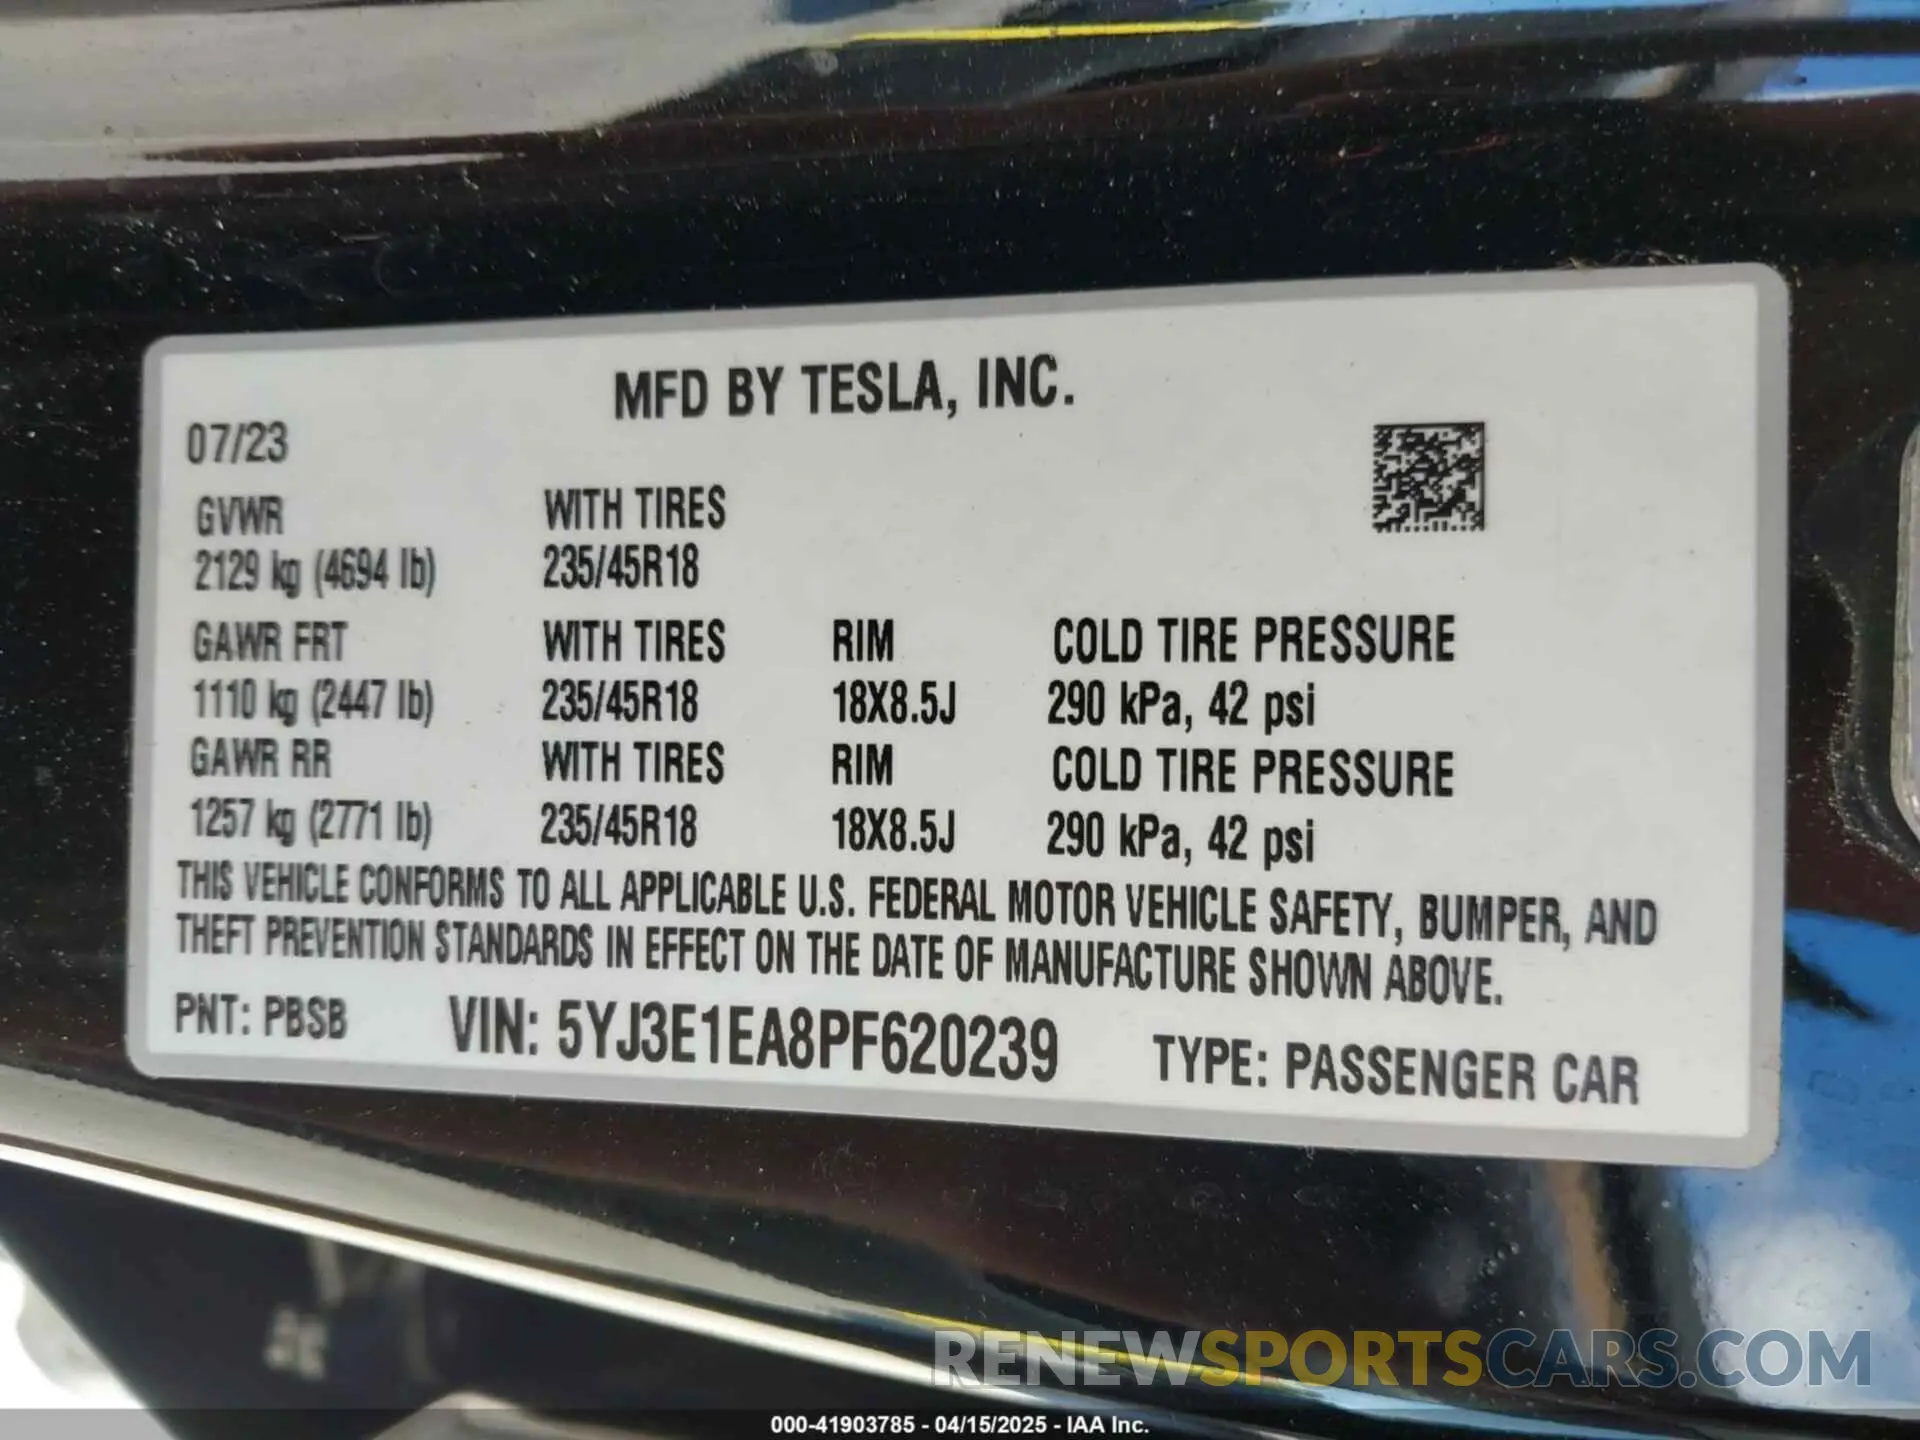 MFD BY TESLA, INC.
07/23
GVWR WITH TIRES
2129 kg (4694 lb) 235/45R18
GAWR FRT WITH TIRES RIM COLD TIRE PRESSURE
1110 kg (2447 lb) 235/45R18 18X8.5J 290 kPa, 42 psi
GAWR RR WITH TIRES RIM COLD TIRE PRESSURE
1257 kg (2771 lb) 235/45R18 18X8.5J 290 kPa, 42 psi
THIS VEHICLE CONFORMS TO ALL APPLICABLE U.S. FEDERAL MOTOR VEHICLE SAFETY, BUMPER, AND
THEFT PREVENTION STANDARDS IN EFFECT ON THE DATE OF MANUFACTURE SHOWN ABOVE.
PNT: PBSB VIN: 5YJ3E1EA8PF620239 TYPE: PASSENGER CAR
RENEWSPORTSCARS.COM
000-41903785 - 04/15/2025 - IAA Inc.